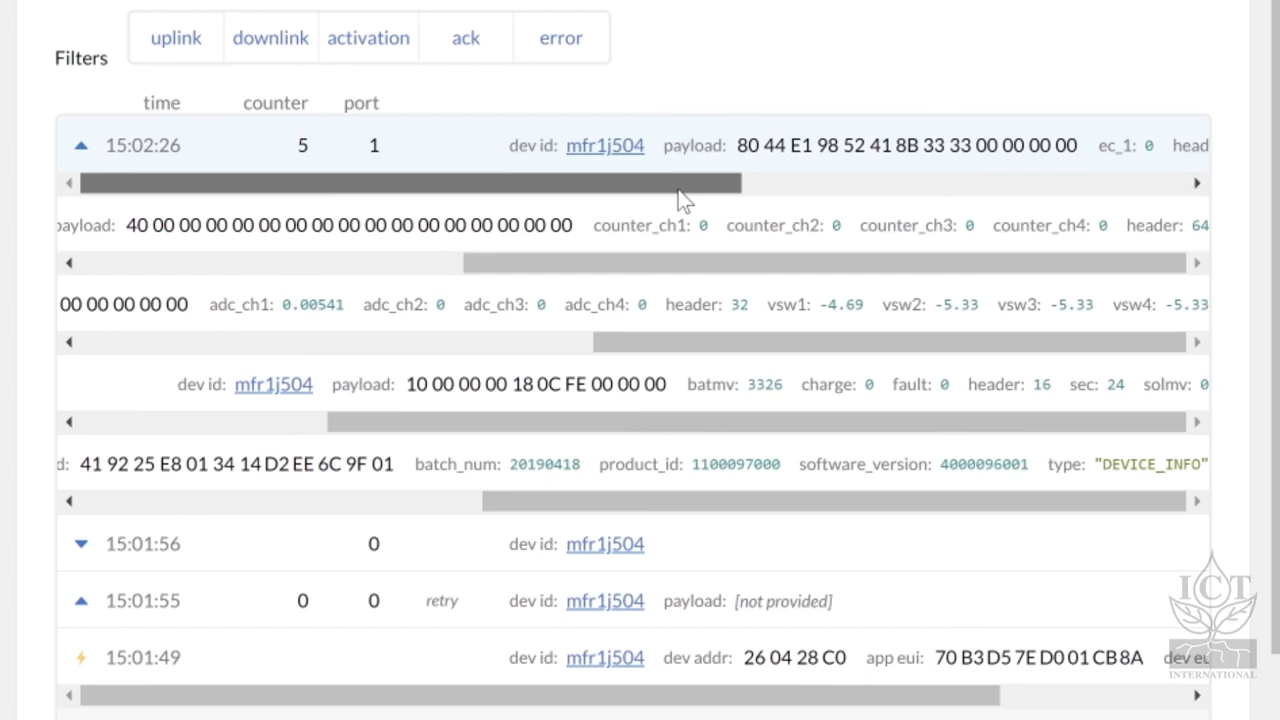 uplink downlink activation ack error
Filters
time counter port
15:02:26 5 1 dev id: mfr1j504 payload: 80 44 E1 98 52 41 8B 33 33 00 00 00 00 ec_1: 0 head
payload: 40 00 00 00 00 00 00 00 00 00 00 00 00 00 00 00 00 counter_ch1: 0 counter_ch2: 0 counter_ch3: 0 counter_ch4: 0 header: 64
00 00 00 00 00 adc_ch1: 0.00541 adc_ch2: 0 adc_ch3: 0 adc_ch4: 0 header: 32 vsw1: -4.69 vsw2: -5.33 vsw3: -5.33 vsw4: -5.33
dev id: mfr1j504 payload: 10 00 00 00 18 0C FE 00 00 00 batmv: 3326 charge: 0 fault: 0 header: 16 sec: 24 solmv: 0
d: 41 92 25 E8 01 34 14 D2 EE 6C 9F 01 batch_num: 20190418 product_id: 1100097000 software_version: 4000096001 type: "DEVICE_INFO"
15:01:56 0 dev id: mfr1j504
15:01:55 0 0 retry dev id: mfr1j504 payload: [not provided]
15:01:49 dev id: mfr1j504 dev addr: 26 04 28 C0 app eui: 70 B3 D5 7E D0 01 CB 8A dev eu
ICT
INTERNATIONAL